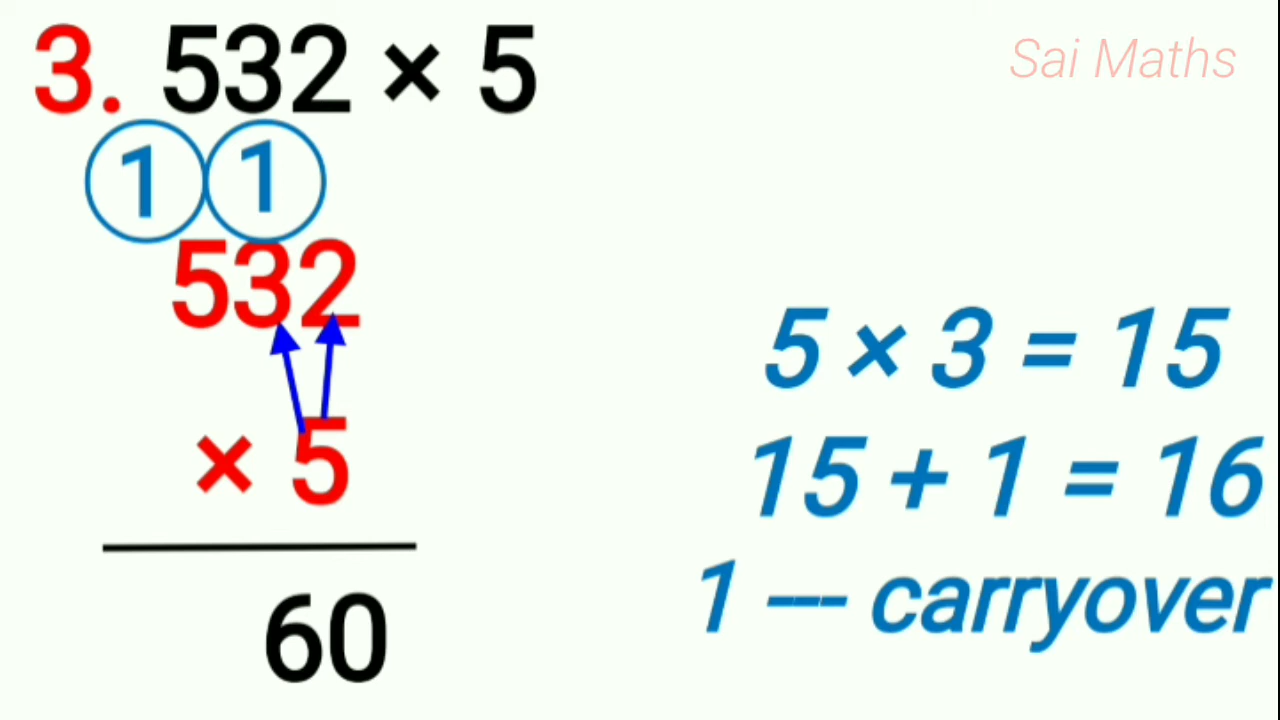 3. 532 × 5
Sai Maths
1 1
532
× 5
60
5 × 3 = 15
15 + 1 = 16
1 --- carryover